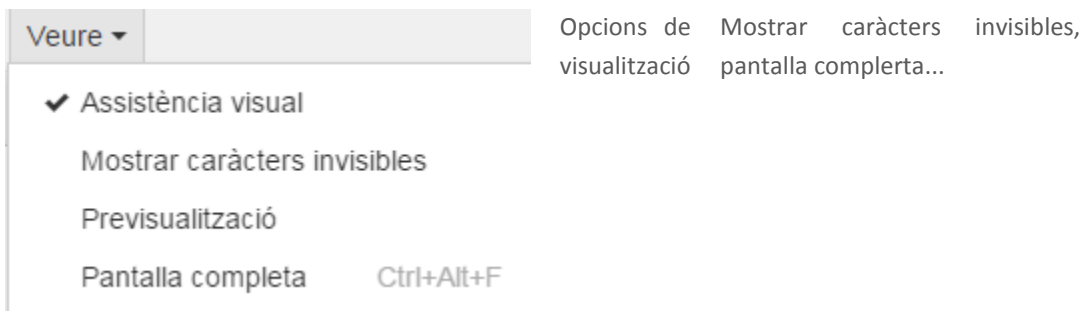 Veure
Assistència visual
Mostrar caràcters invisibles
Previsualització
Pantalla completa Ctrl+Alt+F
Opcions de
visualització
Mostrar caràcters invisibles,
pantalla complerta...